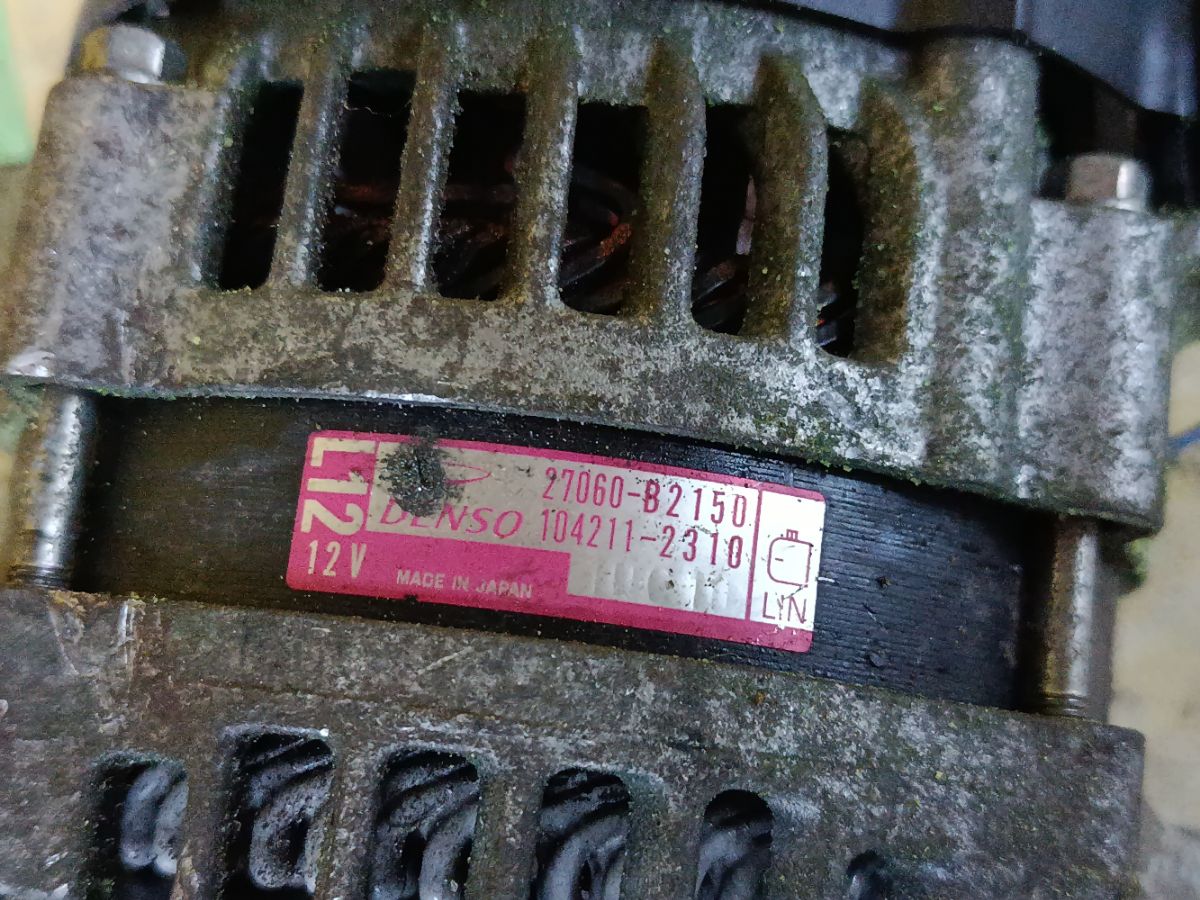 L12
27060-B2150
DENSO 104211-2310
12V
MADE IN JAPAN
LIN